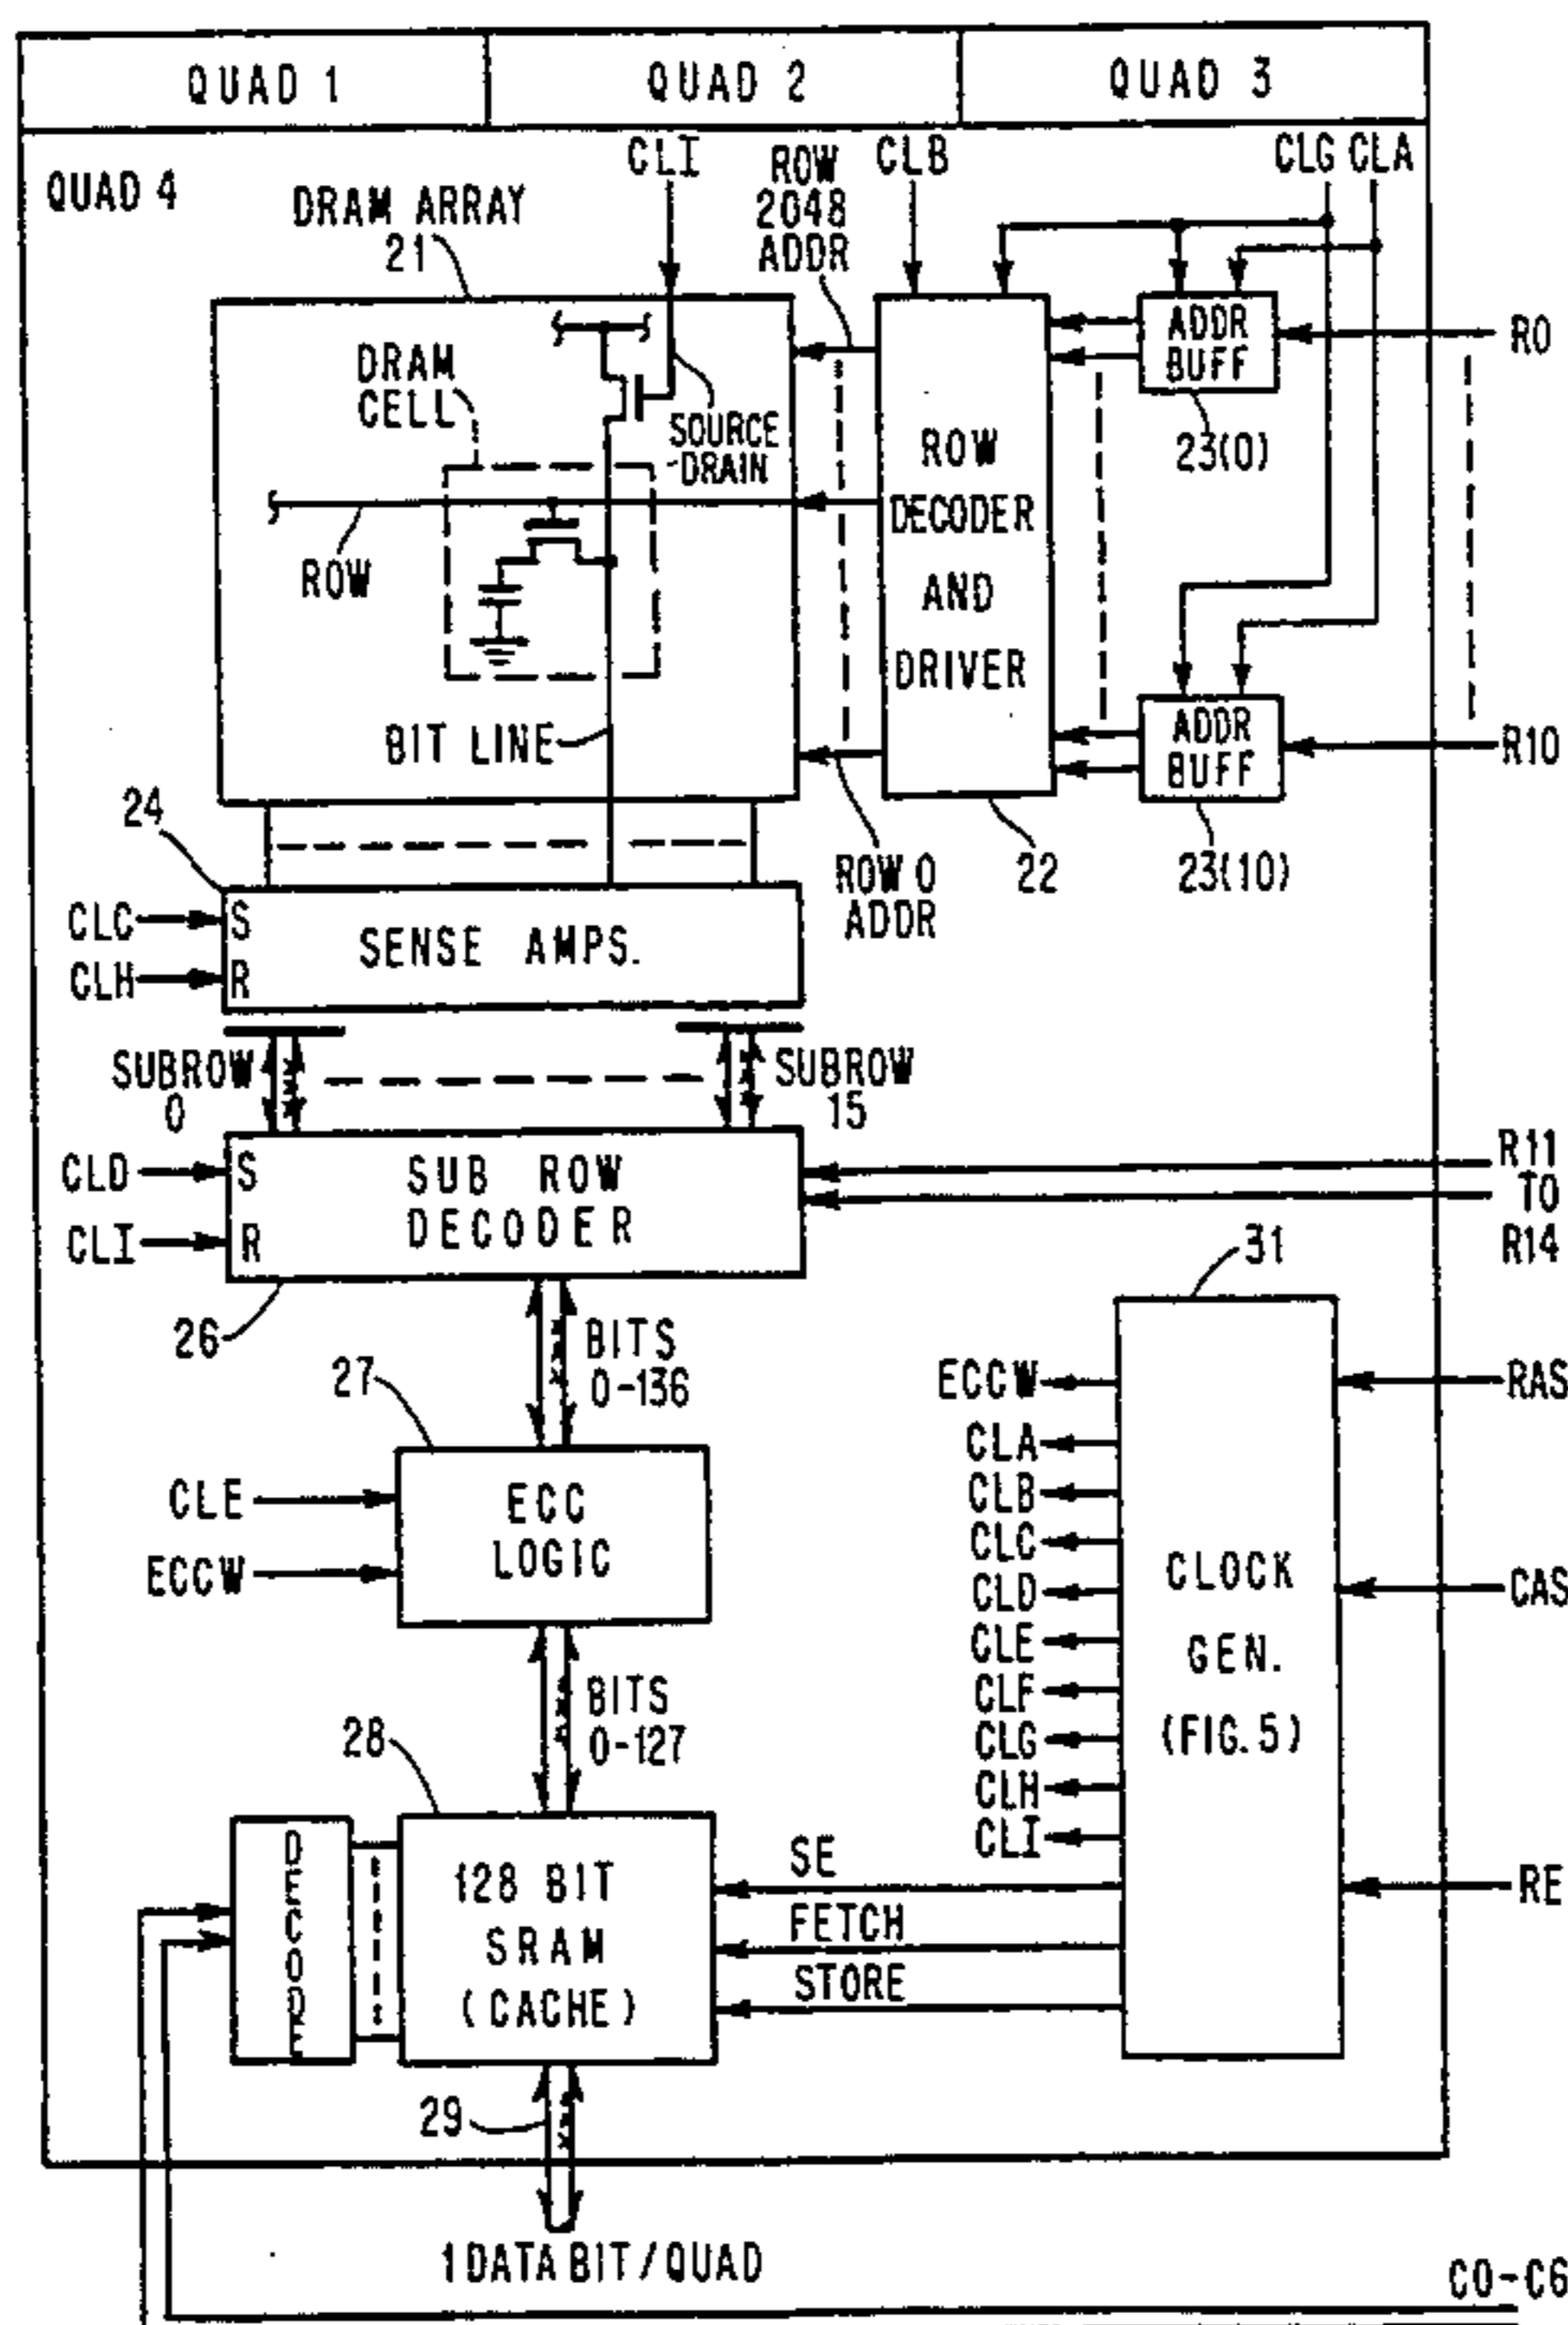 QUAD 1
QUAD 2
QUAD 3
QUAD 4
CLI
ROW
2048
ADDR
CLB
CLG CLA
DRAM ARRAY
21
DRAM
CELL
SOURCE
-DRAIN
ROW
BIT LINE
ROW
DECODER
AND
DRIVER
ADDR
BUFF
R0
23(0)
ADDR
BUFF
R10
23(10)
22
ROW 0
ADDR
24
CLC
S
CLH
R
SENSE AMPS.
SUBROW
0
SUBROW
15
CLD
S
CLI
R
SUB ROW
DECODER
R11
TO
R14
26
BITS
0-136
27
CLE
ECCW
ECC
LOGIC
31
ECCW
CLA
CLB
CLC
CLD
CLE
CLF
CLG
CLH
CLI
CLOCK
GEN.
(FIG. 5)
RAS
CAS
RE
BITS
0-127
28
DECODE
128 BIT
SRAM
(CACHE)
SE
FETCH
STORE
29
1 DATA BIT/QUAD
C0-C6